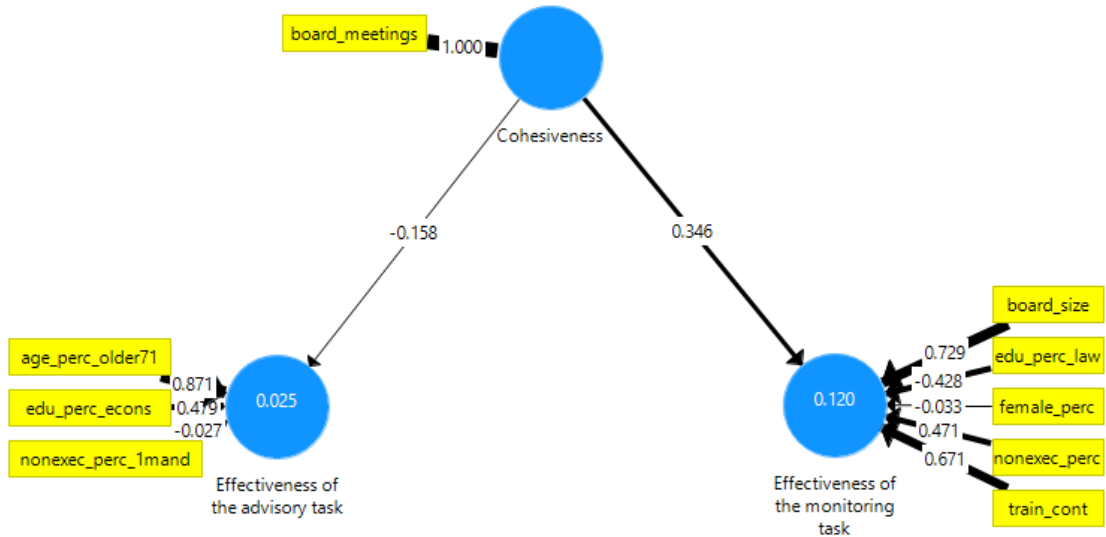 board_meetings
1.000
Cohesiveness
-0.158
0.346
age_perc_older71
0.871
edu_perc_econs
0.479
-0.027
nonexec_perc_1mand
0.025
Effectiveness of
the advisory task
0.120
Effectiveness of
the monitoring
task
board_size
0.729
edu_perc_law
-0.428
female_perc
-0.033
0.471
nonexec_perc
0.671
train_cont